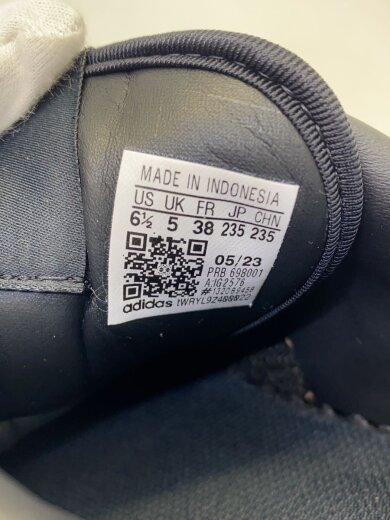 MADE IN INDONESIA
US UK FR JP CHN
6½ 5 38 235 235
05/23
PRB 698001
A:IG2576
adidas